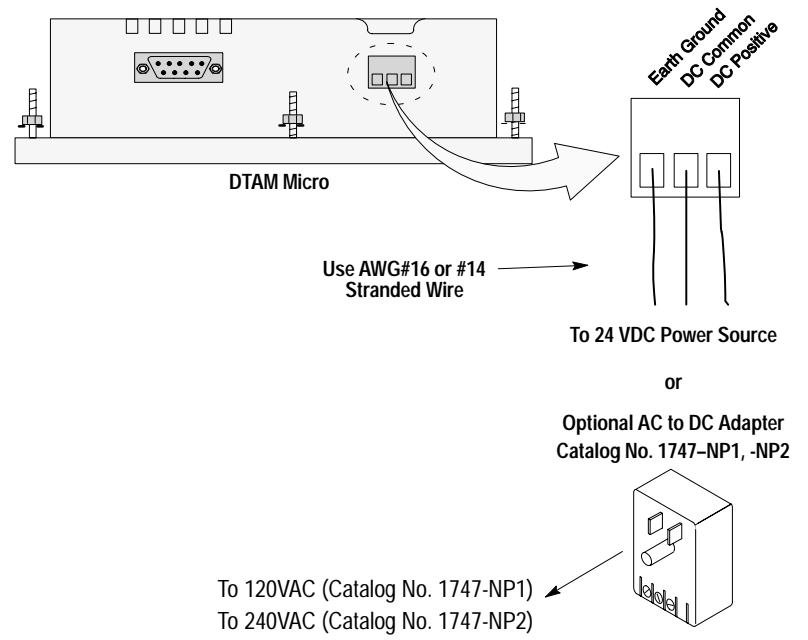 Earth Ground
DC Common
DC Positive
DTAM Micro
Use AWG#16 or #14
Stranded Wire
To 24 VDC Power Source
or
Optional AC to DC Adapter
Catalog No. 1747–NP1, -NP2
To 120VAC (Catalog No. 1747-NP1)
To 240VAC (Catalog No. 1747-NP2)